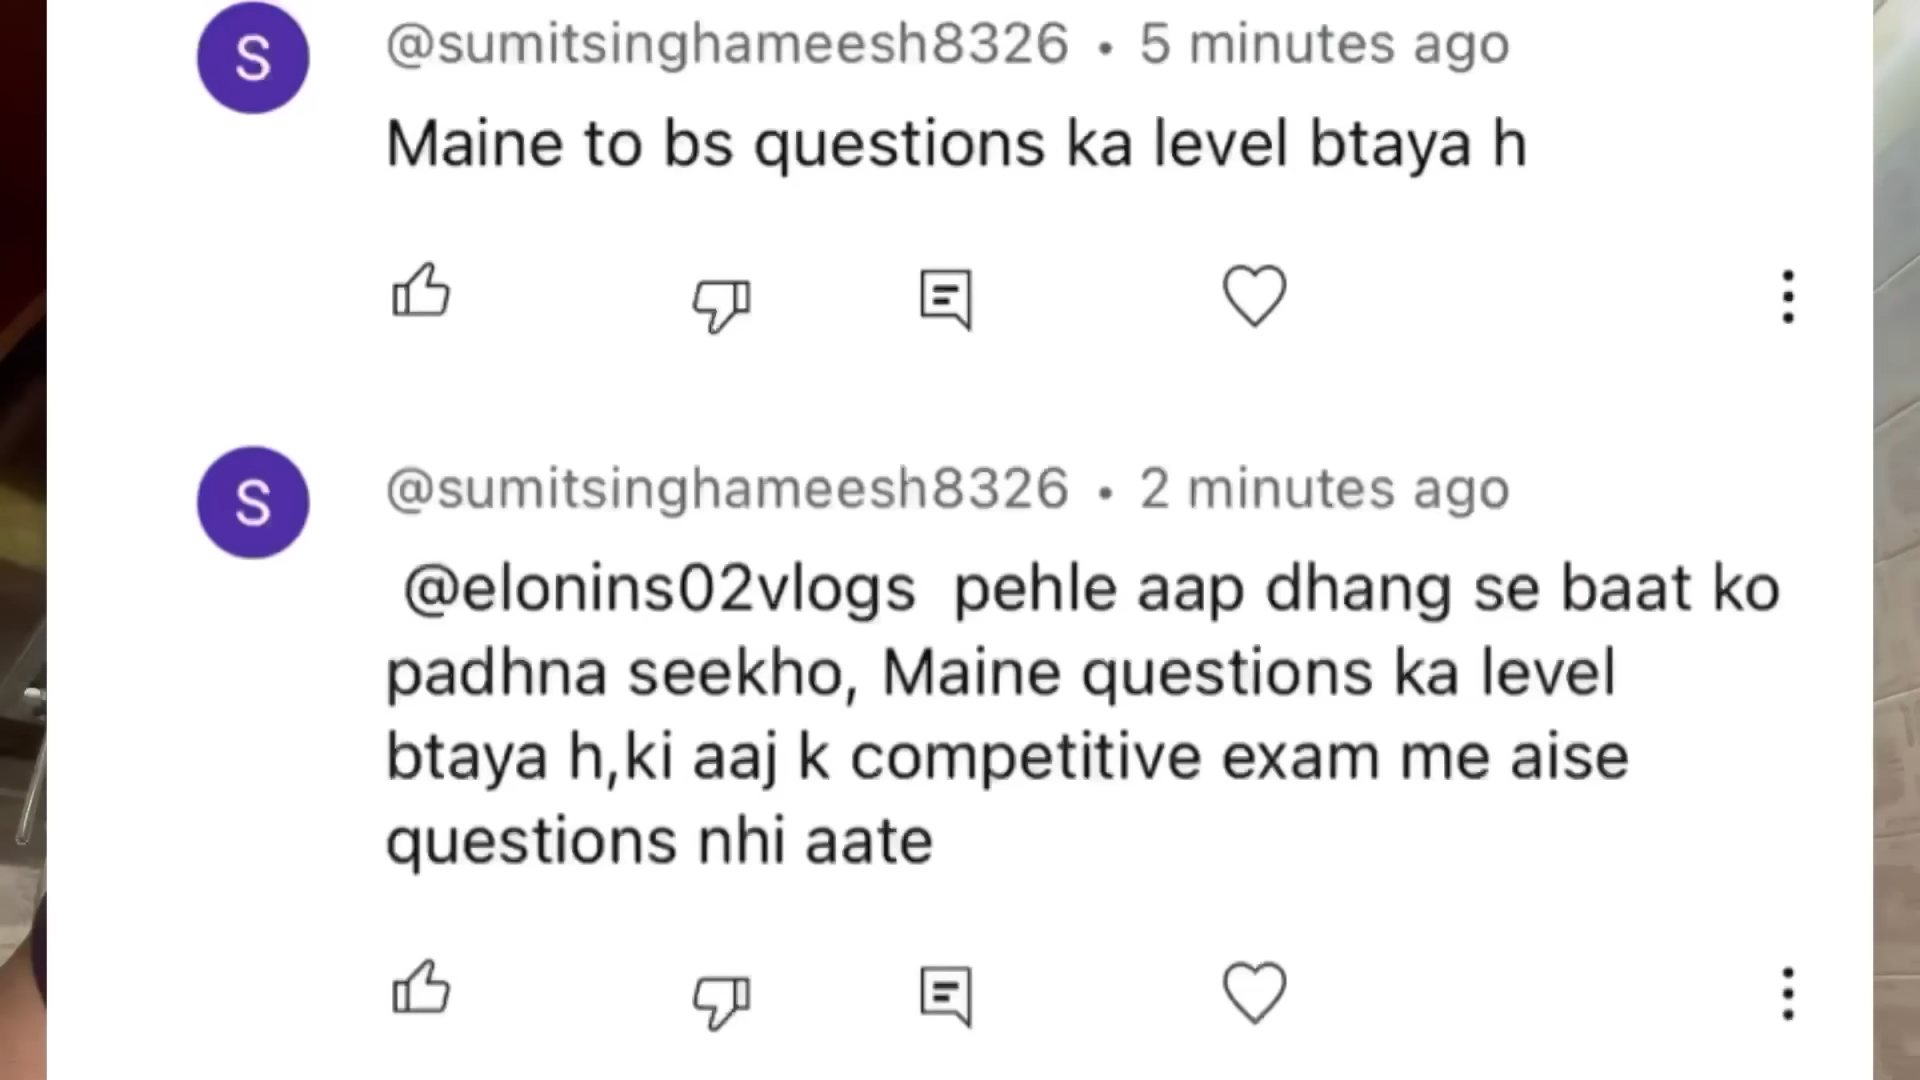 S
@sumitsinghameesh8326 • 5 minutes ago
Maine to bs questions ka level btaya h
S
@sumitsinghameesh8326 • 2 minutes ago
@elonins02vlogs pehle aap dhang se baat ko
padhna seekho, Maine questions ka level
btaya h,ki aaj k competitive exam me aise
questions nhi aate